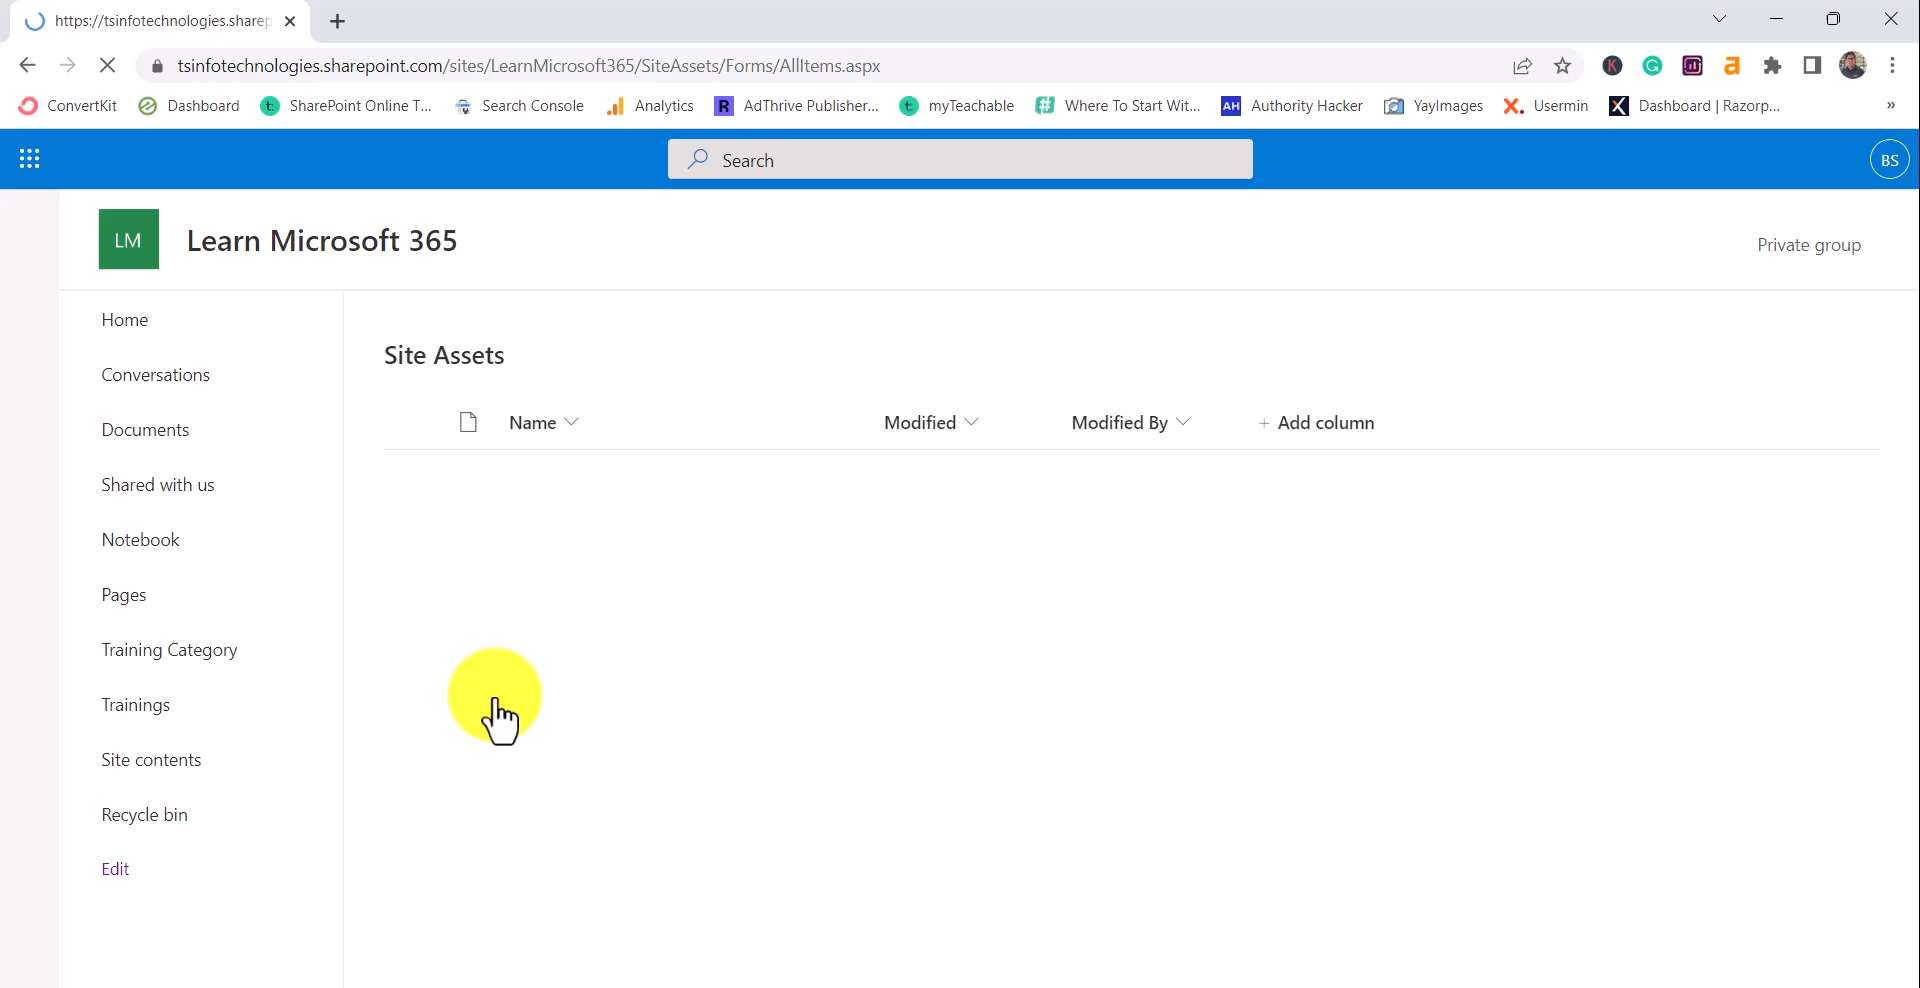 https://tsinfotechnologies.sharep
tsinfotechnologies.sharepoint.com/sites/LearnMicrosoft365/SiteAssets/Forms/AllItems.aspx
ConvertKit Dashboard SharePoint Online T... Search Console Analytics R AdThrive Publisher... myTeachable Where To Start Wit... AH Authority Hacker YayImages Usermin Dashboard | Razorp... »
Search
BS
LM Learn Microsoft 365
Private group
Home
Conversations
Documents
Shared with us
Notebook
Pages
Training Category
Trainings
Site contents
Recycle bin
Edit
Site Assets
Name Modified Modified By + Add column